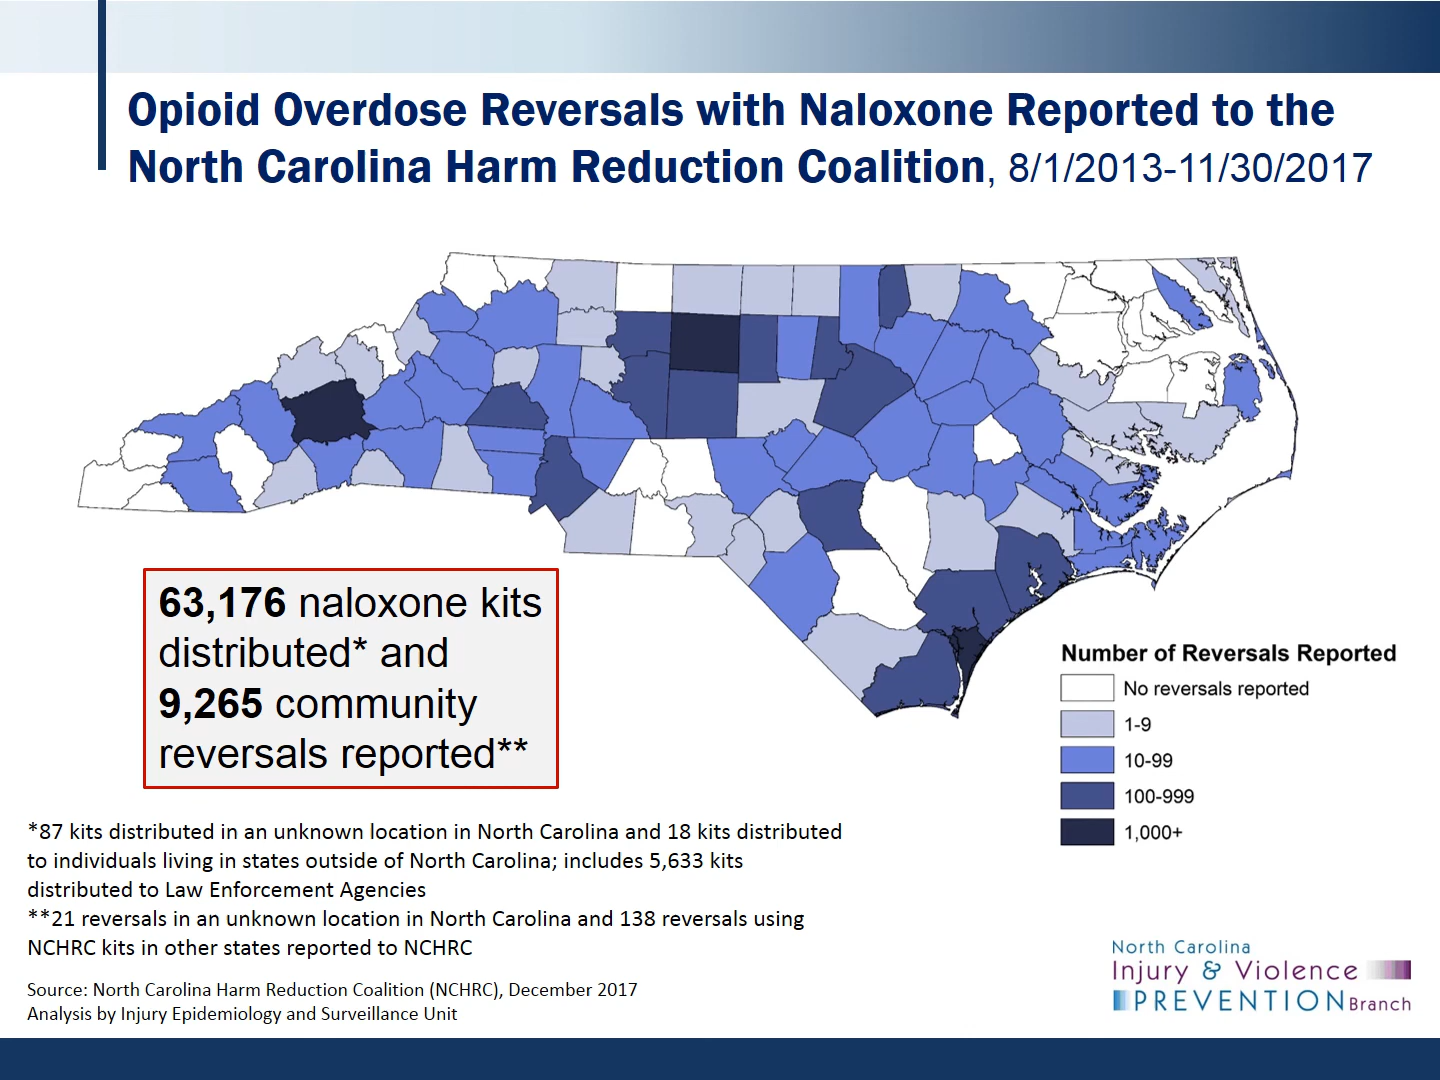 Opioid Overdose Reversals with Naloxone Reported to the
North Carolina Harm Reduction Coalition, 8/1/2013-11/30/2017
63,176 naloxone kits
distributed* and
9,265 community
reversals reported**
Number of Reversals Reported
No reversals reported
1-9
10-99
100-999
1,000+
*87 kits distributed in an unknown location in North Carolina and 18 kits distributed
to individuals living in states outside of North Carolina; includes 5,633 kits
distributed to Law Enforcement Agencies
**21 reversals in an unknown location in North Carolina and 138 reversals using
NCHRC kits in other states reported to NCHRC
Source: North Carolina Harm Reduction Coalition (NCHRC), December 2017
Analysis by Injury Epidemiology and Surveillance Unit
North Carolina
Injury & Violence
PREVENTION Branch